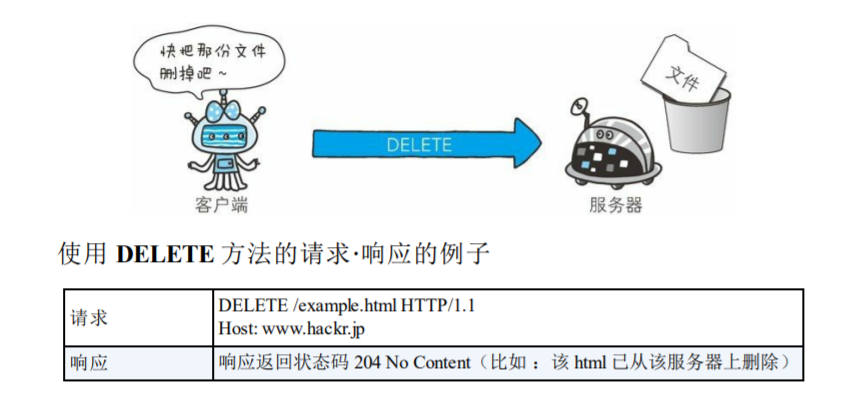 快把那份文件
删掉吧~
文件
DELETE
客户端
服务器
使用 DELETE 方法的请求·响应的例子
请求
DELETE /example.html HTTP/1.1
Host: www.hackr.jp
响应
响应返回状态码 204 No Content（比如 ：该 html 已从该服务器上删除）